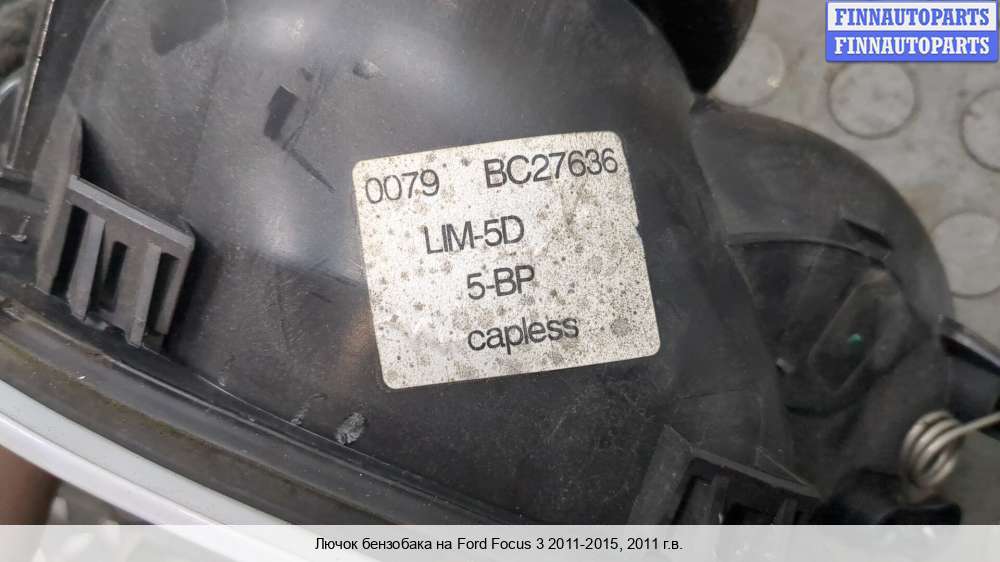 FINNAUTOPARTS
FINNAUTOPARTS
0079 BC27636
LIM-5D
5-BP
capless
Лючок бензобака на Ford Focus 3 2011-2015, 2011 г.в.